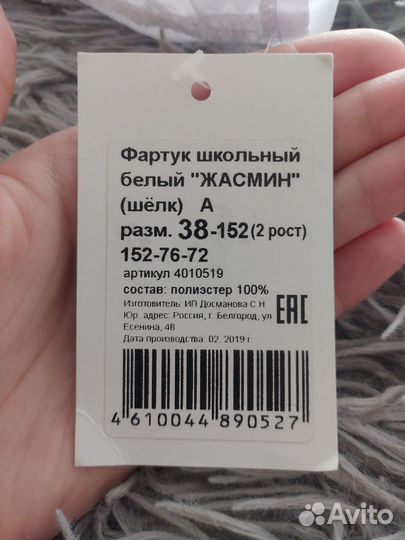 Фартук школьный
белый "ЖАСМИН"
(шёлк) А
разм. 38-152(2 рост)
152-76-72
артикул 4010519
состав: полиэстер 100%
Изготовитель: ИП Досманова С.Н.
Юр. адрес: Россия, г. Белгород, ул
Есенина, 48
Дата производства: 02. 2019 г
EAC
4 610044 890527
Avito